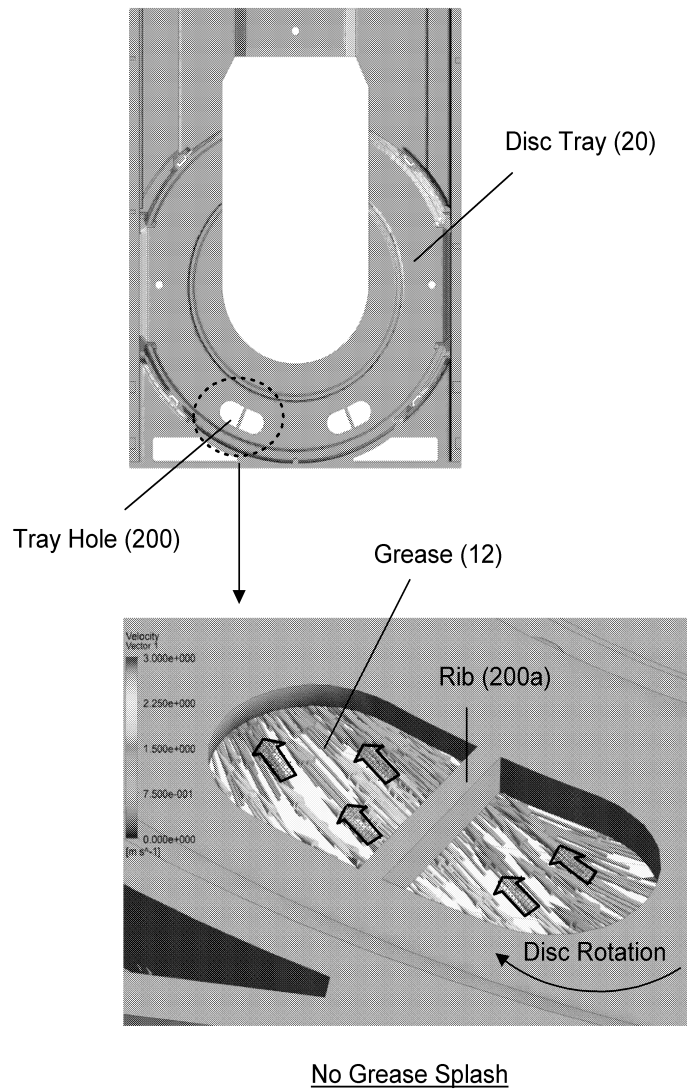 Disc Tray (20)
Tray Hole (200)
Grease (12)
Velocity
Vector 1
3.000e+000
Rib (200a)
2.250e+000
1.500e+000
7.500e-001
0.000e+000
[m s^-1]
Disc Rotation
No Grease Splash